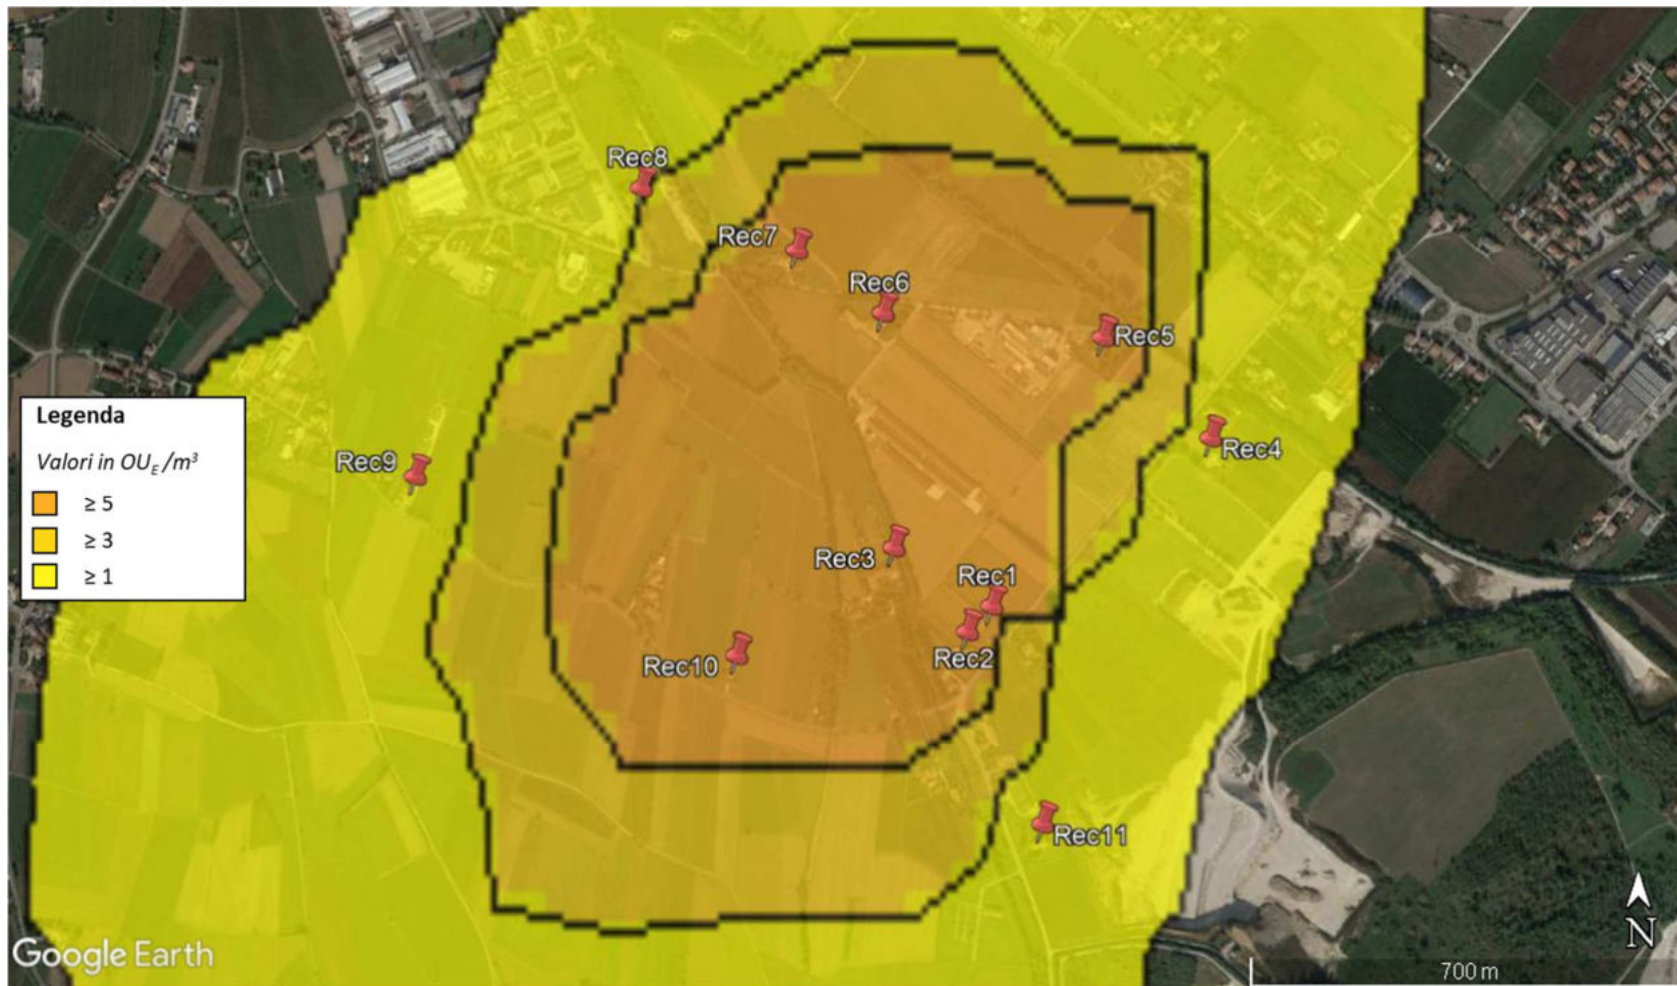 Rec8
Rec7
Rec6
Rec5
Legenda
Valori in OU_E /m³
≥ 5
≥ 3
≥ 1
Rec9
Rec4
Rec3
Rec1
Rec2
Rec10
Rec11
N
Google Earth
700 m